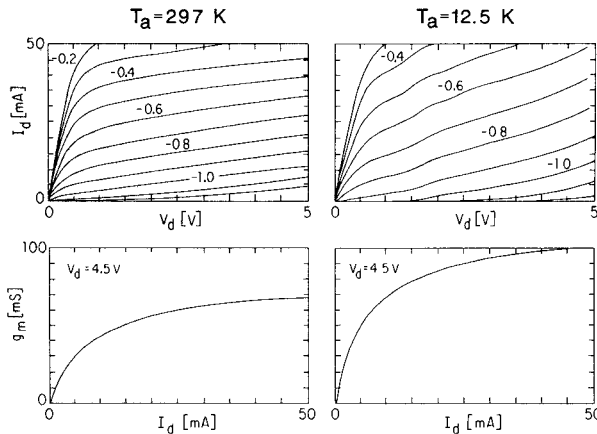 Ta=297 K
Ta=12.5 K
50
-0.2
-0.4
-0.6
-0.8
-1.0
Id [mA]
0
0
5
Vd [V]
-0.4
-0.6
-0.8
-1.0
0
5
Vd [V]
100
Vd=4.5 V
gm [mS]
0
0
50
Id [mA]
Vd=4.5 V
0
50
Id [mA]